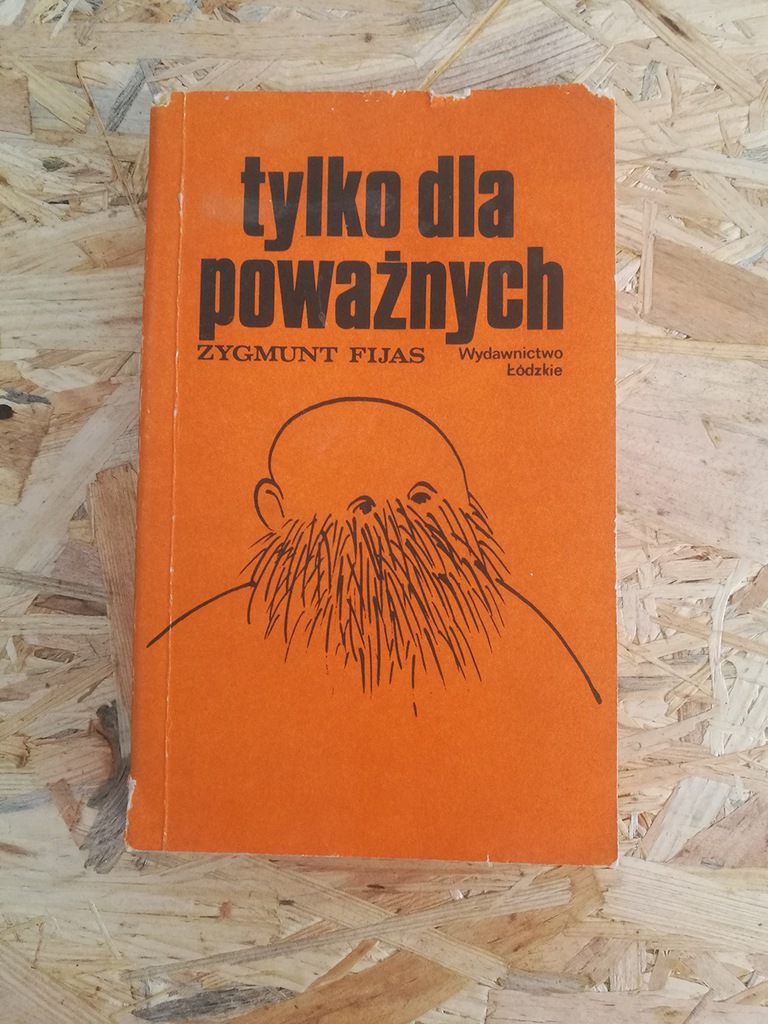 tylko dla
poważnych
ZYGMUNT FIJAS
Wydawnictwo
Łódzkie